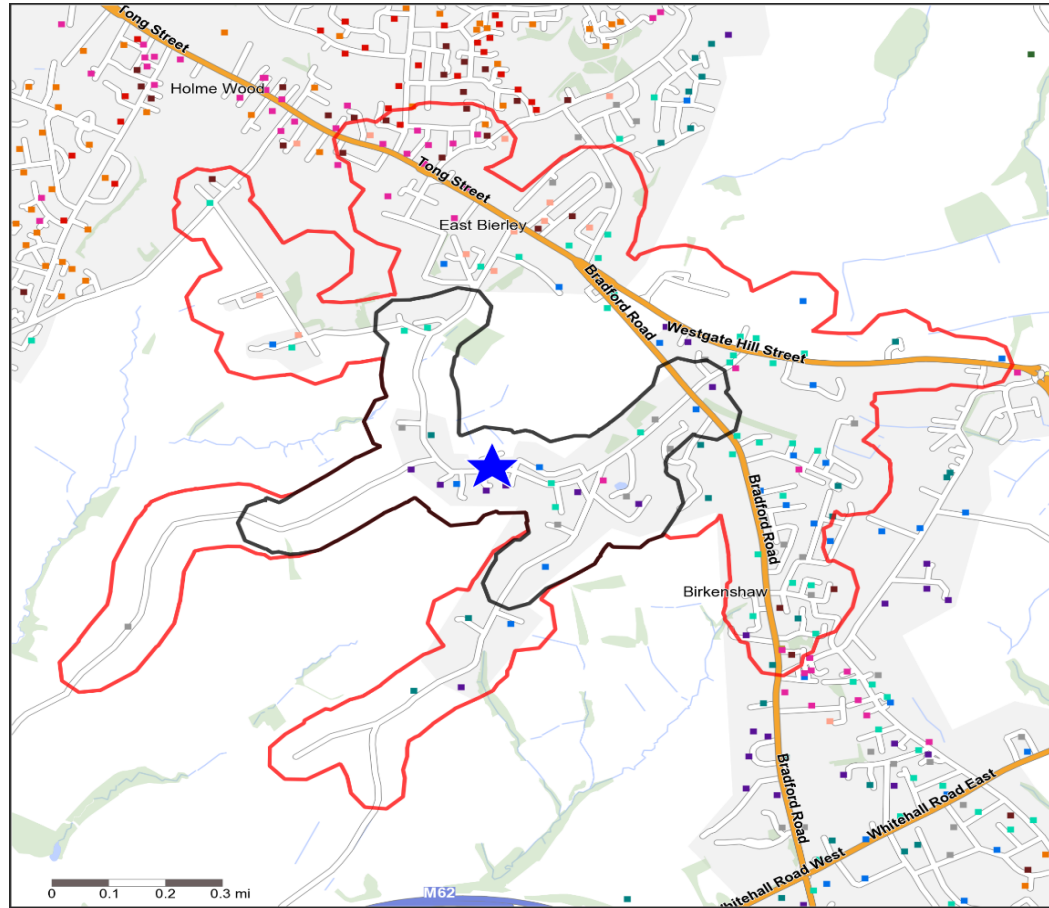 Tong Street
Holme Wood
Tong Street
East Bierley
Bradford Road
Westgate Hill Street
Bradford Road
Birkenshaw
Bradford Road
Whitehall Road East
Whitehall Road West
0 0.1 0.2 0.3 mi
M62